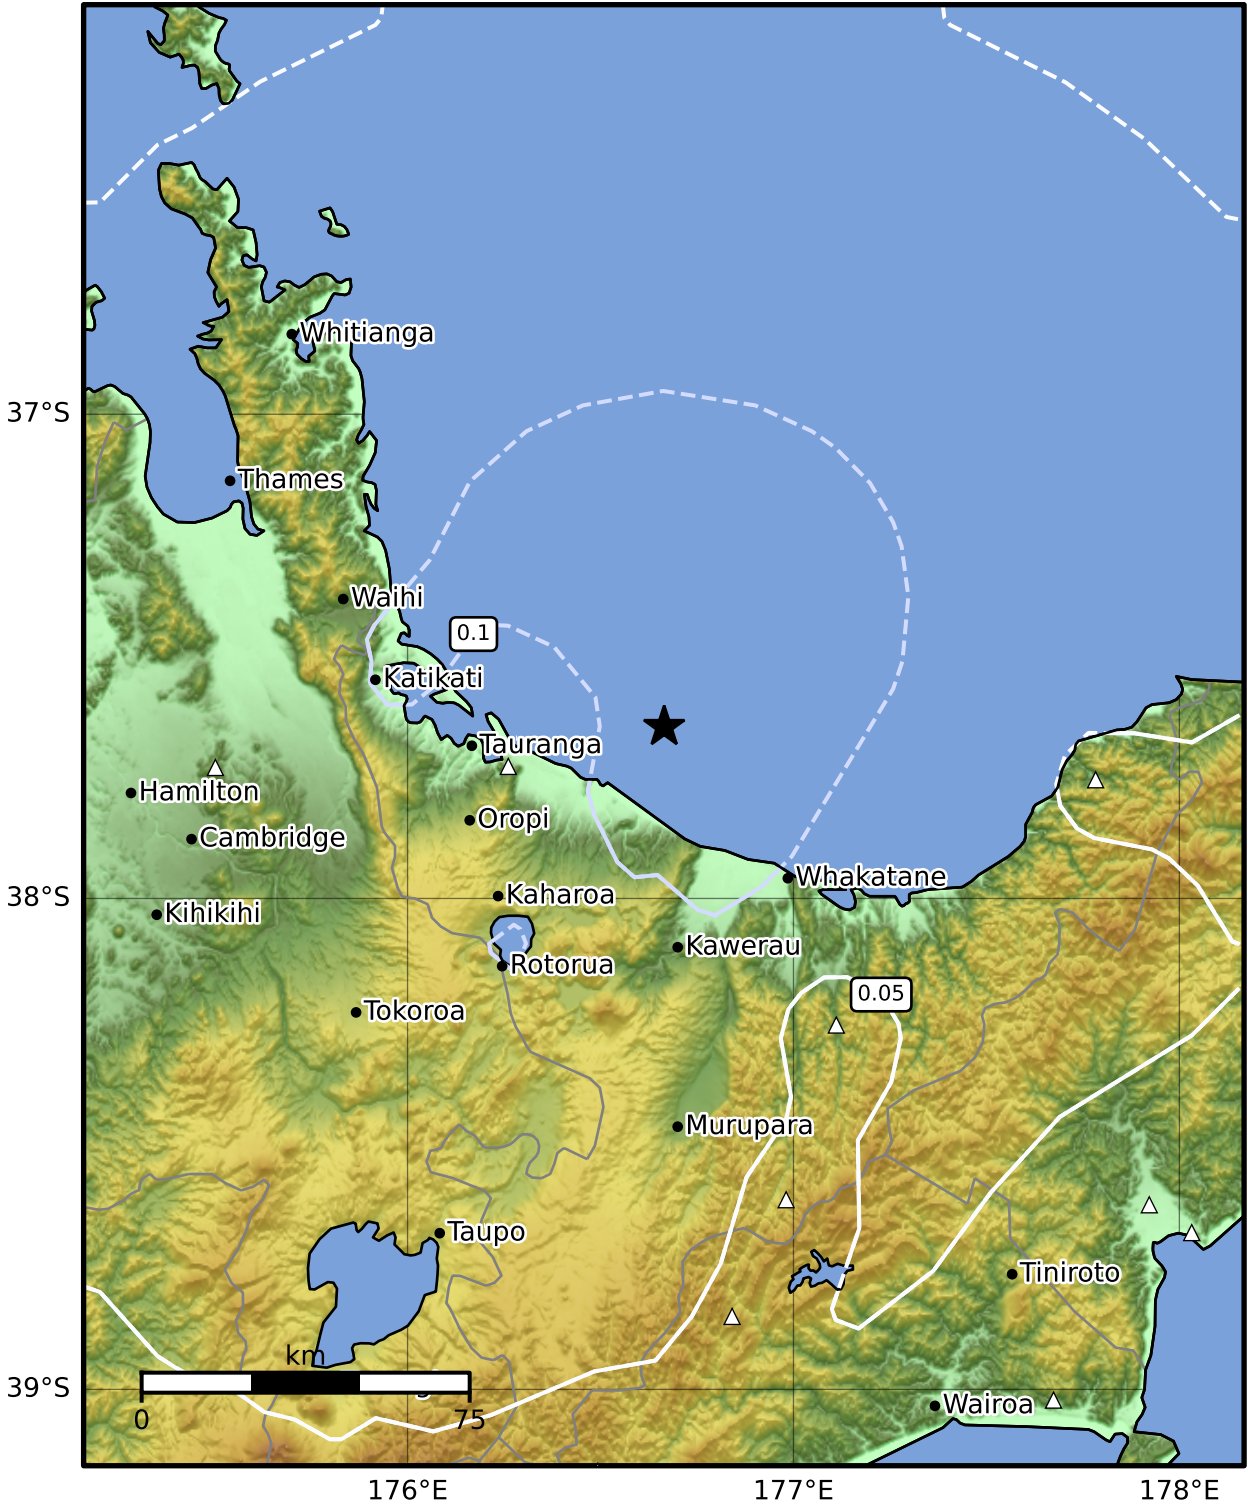 Whitianga
37°S
Thames
Waihi
0.1
Katikati
Tauranga
Hamilton
Oropi
Cambridge
Whakatane
38°S
Kaharoa
Kihikihi
Kawerau
Rotorua
0.05
Tokoroa
Murupara
Taupo
Tiniroto
km
39°S
Wairoa
0
75
176°E
177°E
178°E